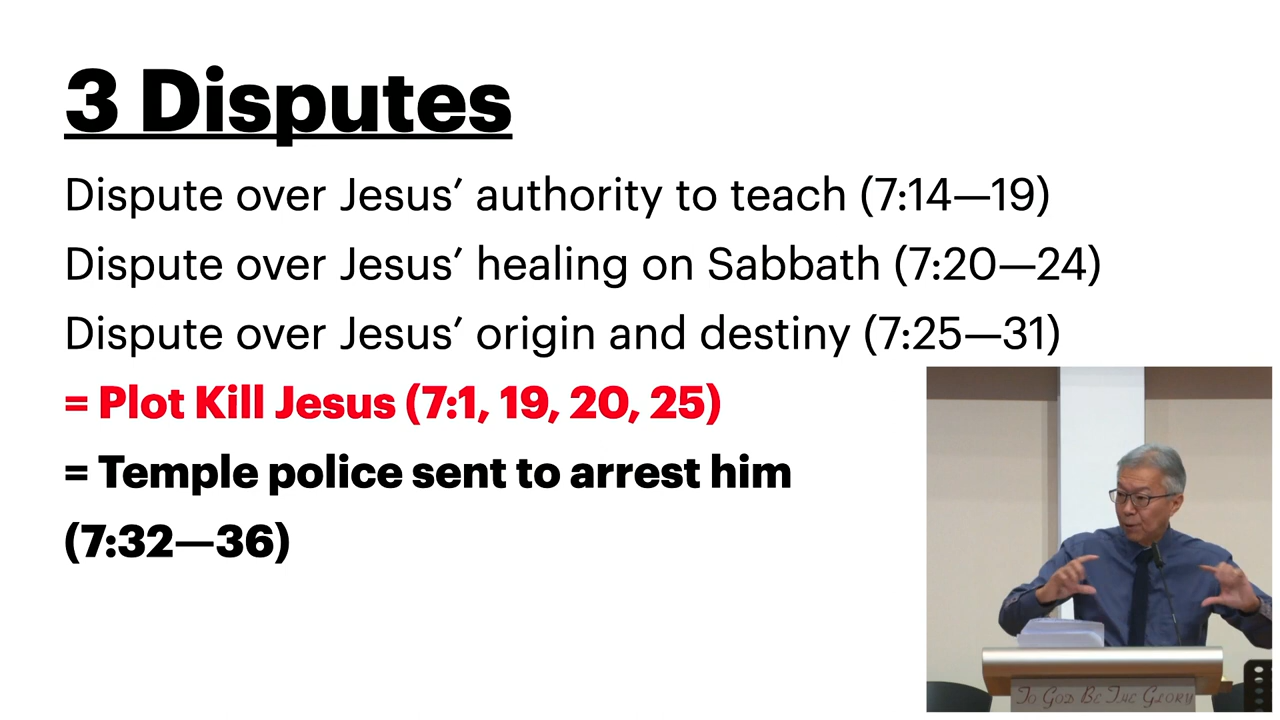 3 Disputes
Dispute over Jesus’ authority to teach (7:14—19)
Dispute over Jesus’ healing on Sabbath (7:20—24)
Dispute over Jesus’ origin and destiny (7:25—31)
= Plot Kill Jesus (7:1, 19, 20, 25)
= Temple police sent to arrest him
(7:32—36)
To God Be The Glory